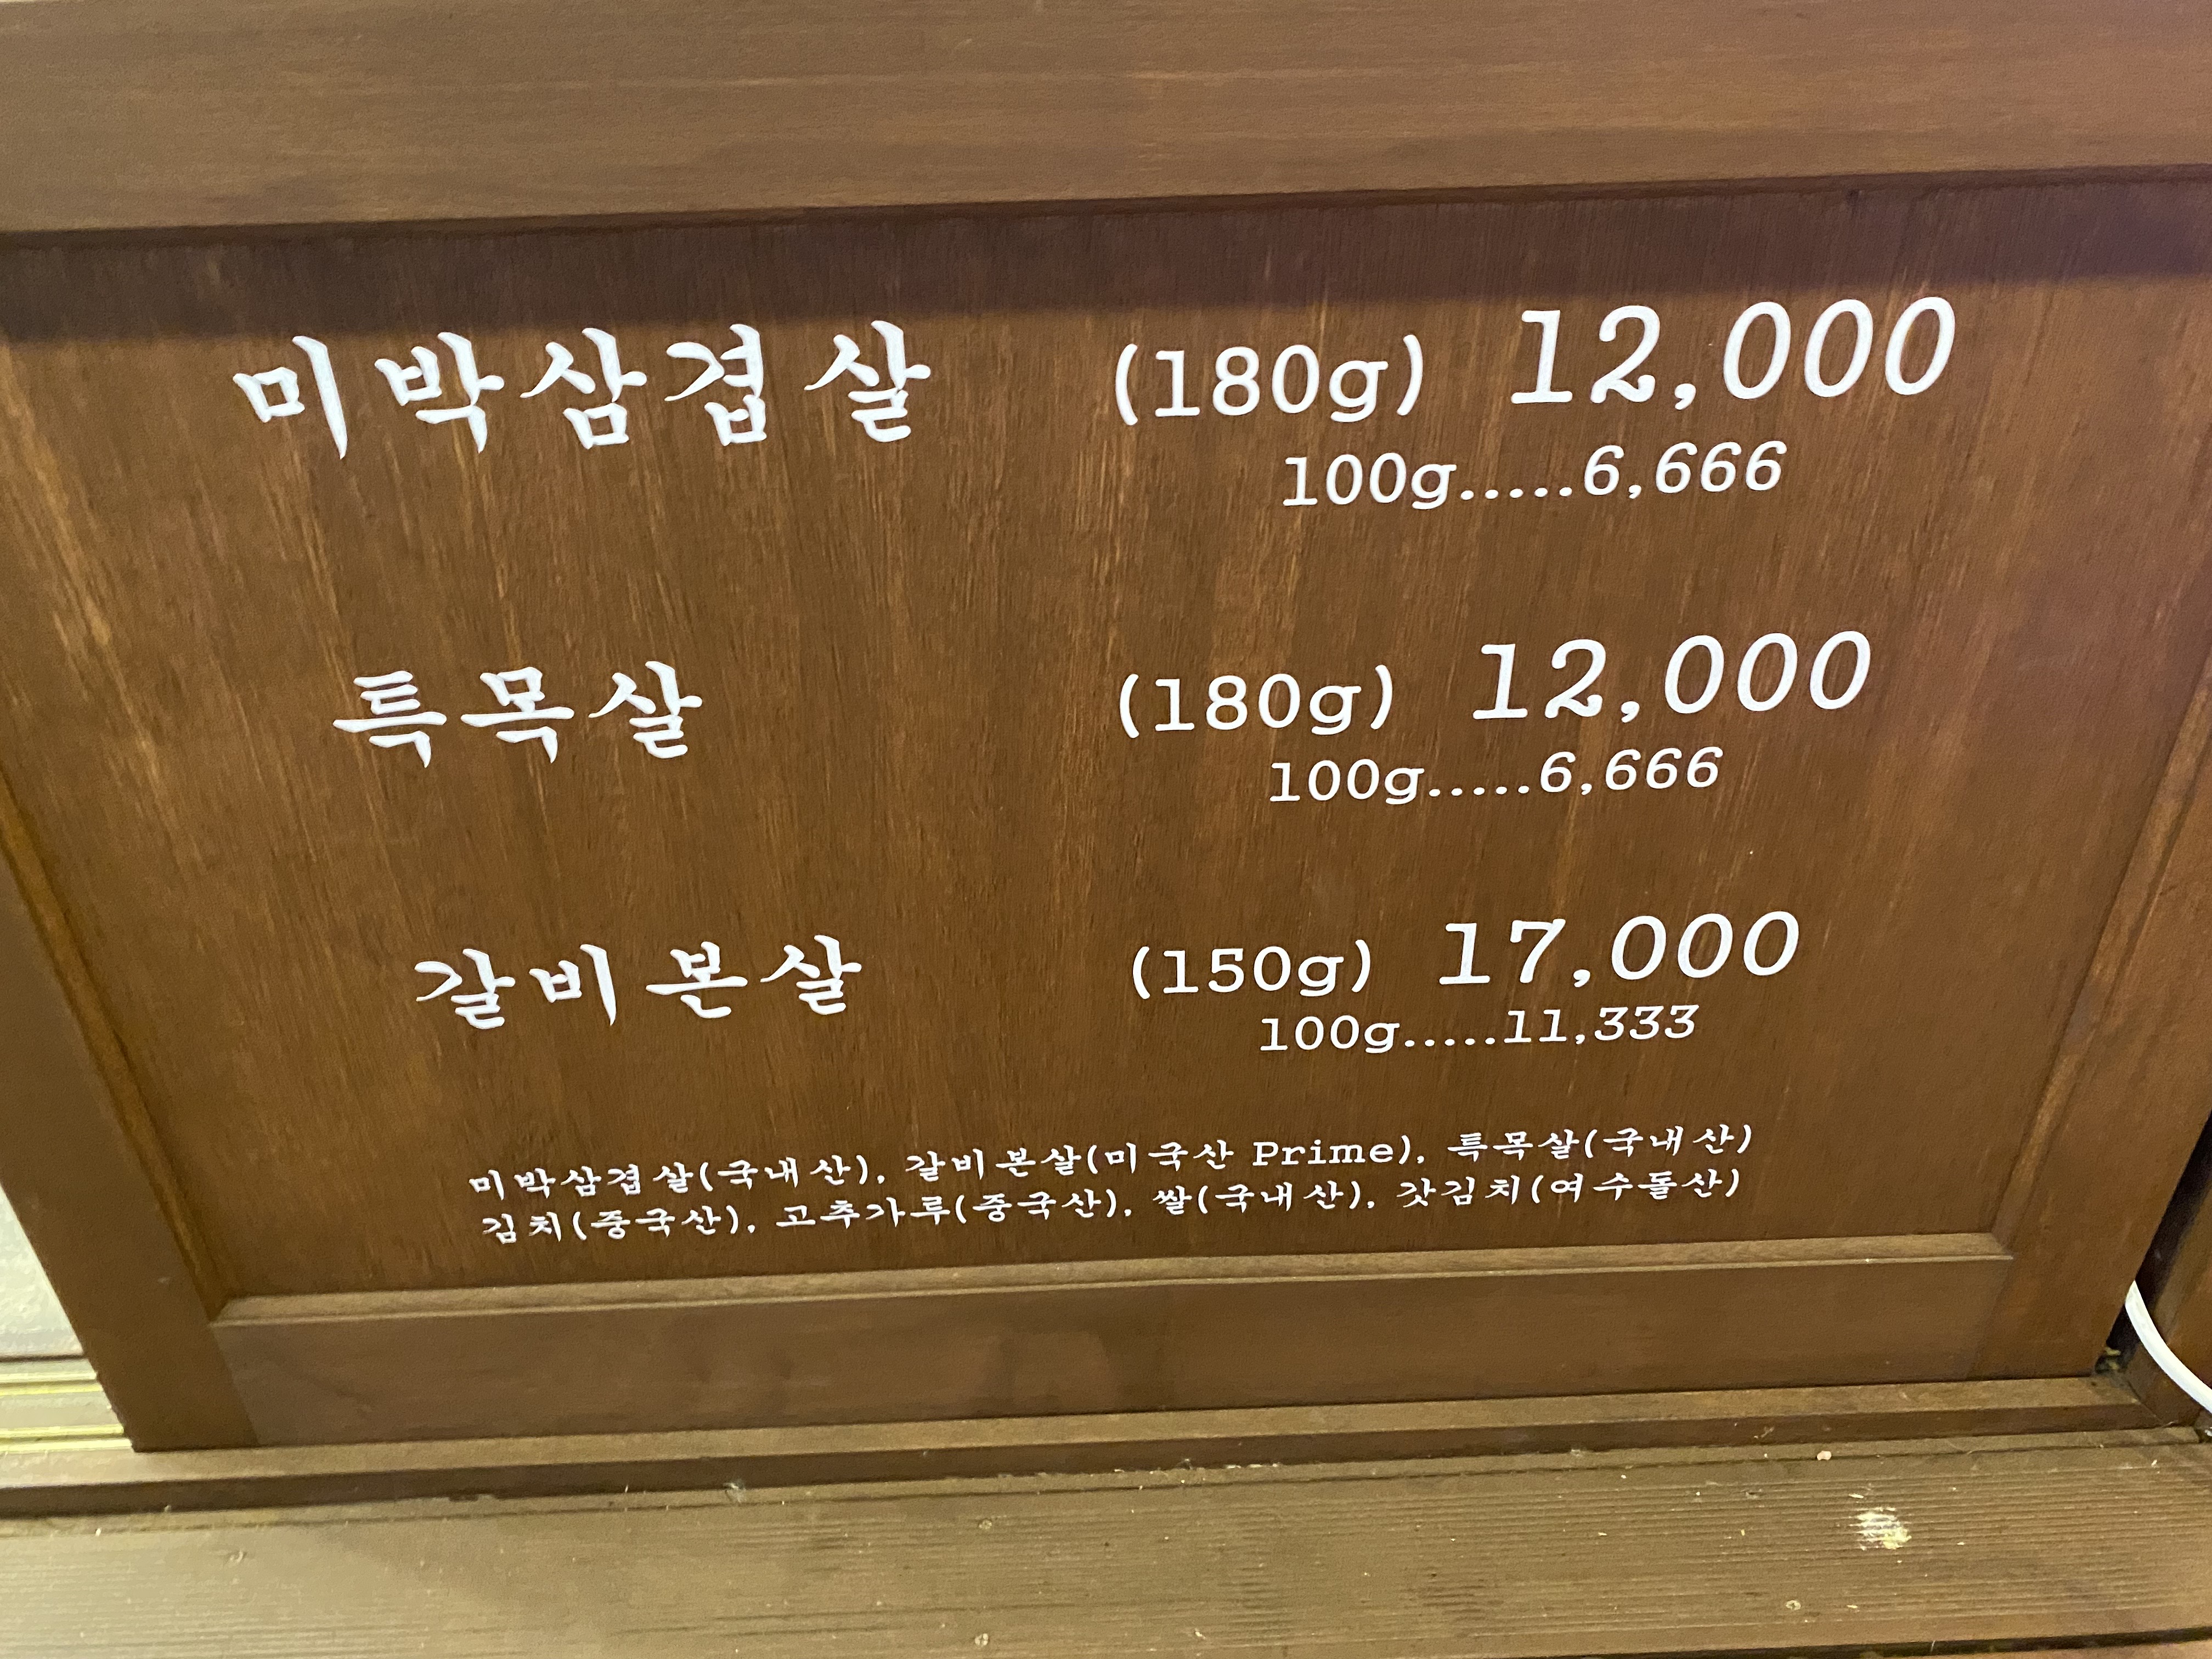 미박삼겹살 (180g) 12,000
100g.....6,666
특목살 (180g) 12,000
100g.....6,666
갈비본살 (150g) 17,000
100g.....11,333
미박삼겹살(국내산), 갈비본살(미국산 Prime), 특목살(국내산)
김치(중국산), 고추가루(중국산), 쌀(국내산), 갓김치(여수돌산)